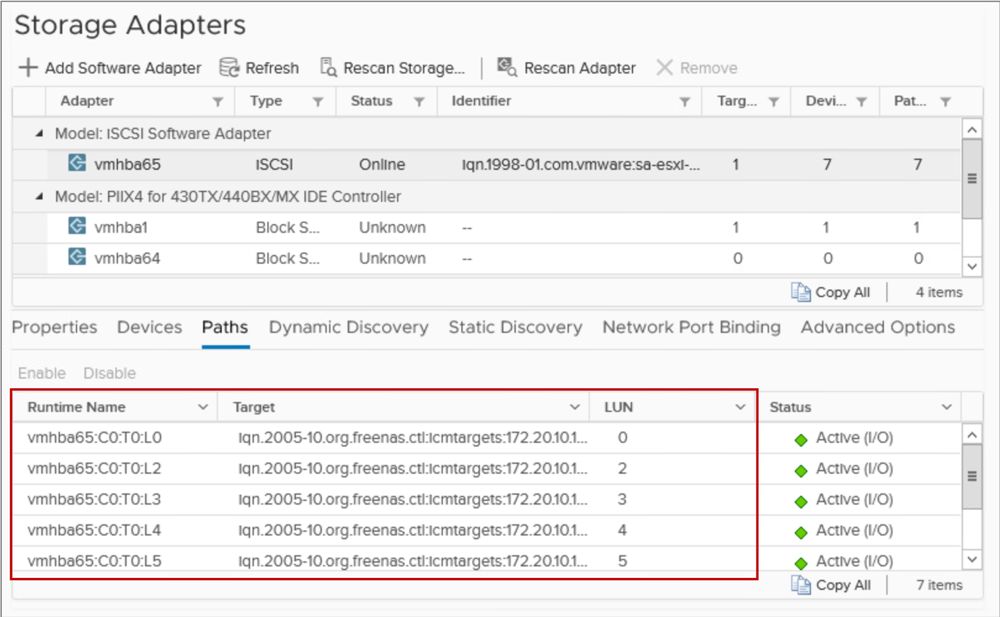 Storage Adapters
Add Software Adapter Refresh Rescan Storage... Rescan Adapter Remove
Adapter Type Status Identifier Targ... Devi... Pat...
Model: iSCSI Software Adapter
vmhba65 iSCSI Online iqn.1998-01.com.vmware:sa-esxi-... 1 7 7
Model: PIIX4 for 430TX/440BX/MX IDE Controller
vmhba1 Block S... Unknown -- 1 1 1
vmhba64 Block S... Unknown -- 0 0 0
Copy All 4 items
Properties Devices Paths Dynamic Discovery Static Discovery Network Port Binding Advanced Options
Enable Disable
Runtime Name Target LUN Status
vmhba65:C0:T0:L0 iqn.2005-10.org.freenas.ctl:icmtargets:172.20.10.1... 0 Active (I/O)
vmhba65:C0:T0:L2 iqn.2005-10.org.freenas.ctl:icmtargets:172.20.10.1... 2 Active (I/O)
vmhba65:C0:T0:L3 iqn.2005-10.org.freenas.ctl:icmtargets:172.20.10.1... 3 Active (I/O)
vmhba65:C0:T0:L4 iqn.2005-10.org.freenas.ctl:icmtargets:172.20.10.1... 4 Active (I/O)
vmhba65:C0:T0:L5 iqn.2005-10.org.freenas.ctl:icmtargets:172.20.10.1... 5 Active (I/O)
Copy All 7 items